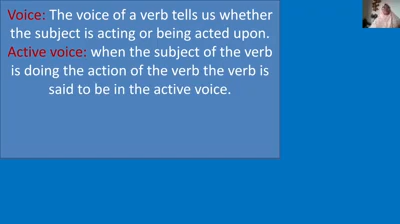 Voice: The voice of a verb tells us whether
the subject is acting or being acted upon.
Active voice: when the subject of the verb
is doing the action of the verb the verb is
said to be in the active voice.